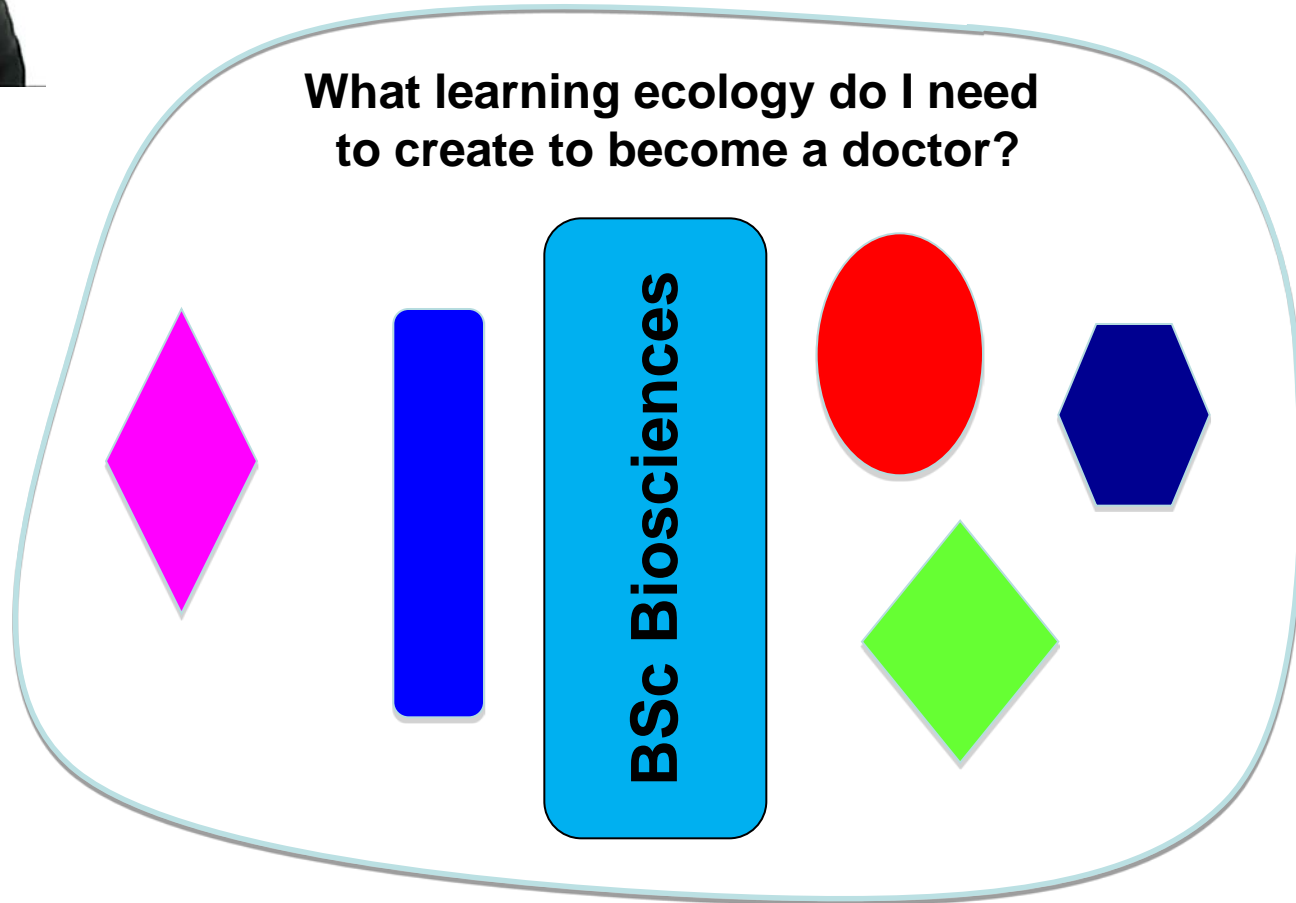 What learning ecology do I need
to create to become a doctor?
BSc Biosciences